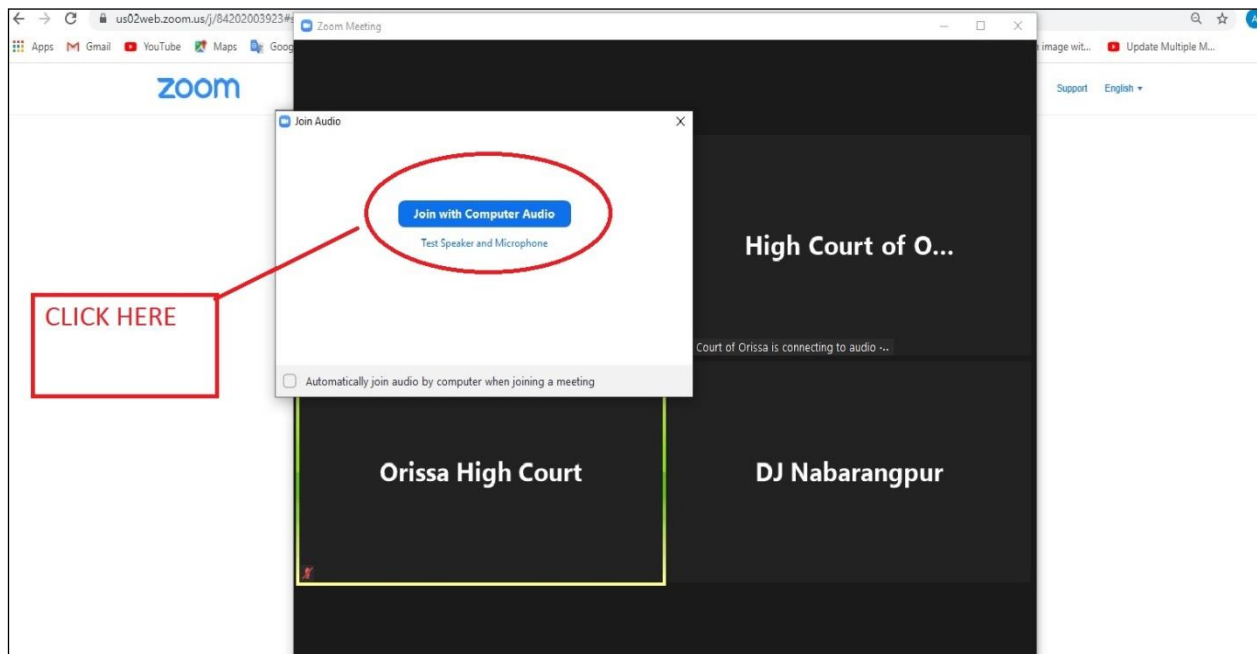 us02web.zoom.us/j/84202003923#s
Zoom Meeting
Apps Gmail YouTube Maps Goog
image wit... Update Multiple M...
zoom
Support English
Join Audio
Join with Computer Audio
Test Speaker and Microphone
CLICK HERE
Automatically join audio by computer when joining a meeting
High Court of O...
Court of Orissa is connecting to audio -..
Orissa High Court
DJ Nabarangpur